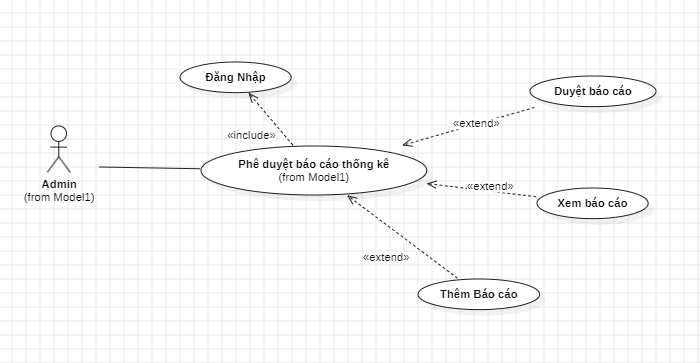 Đăng Nhập
Duyệt báo cáo
«extend»
«include»
Phê duyệt báo cáo thống kê
(from Model1)
Admin
(from Model1)
«extend»
Xem báo cáo
«extend»
Thêm Báo cáo